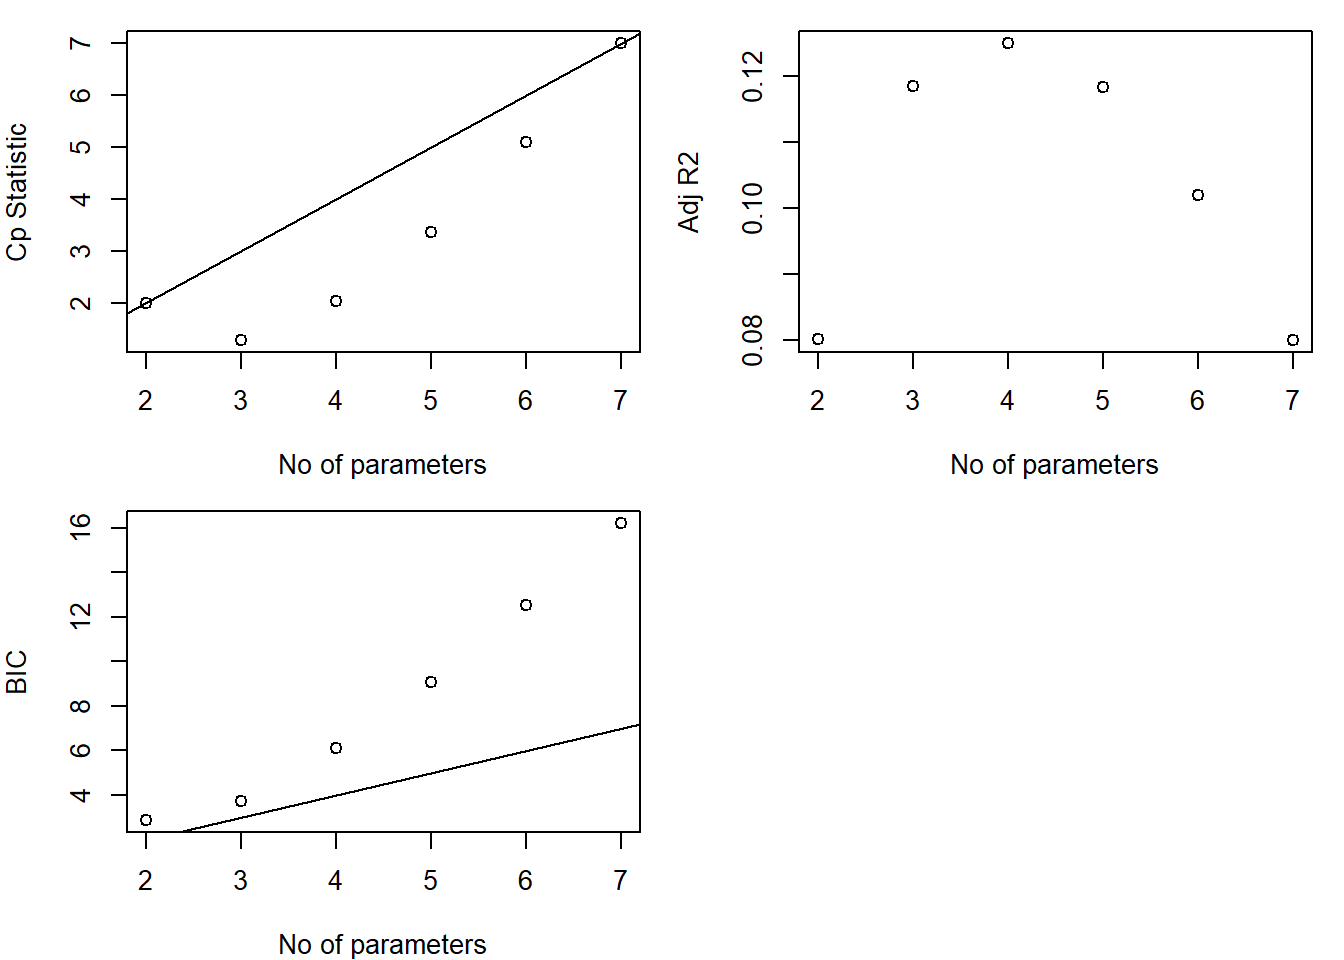 Cp Statistic
7
6
5
4
3
2
2 3 4 5 6 7
No of parameters
Adj R2
0.12
0.10
0.08
2 3 4 5 6 7
No of parameters
BIC
16
12
8
6
4
2 3 4 5 6 7
No of parameters